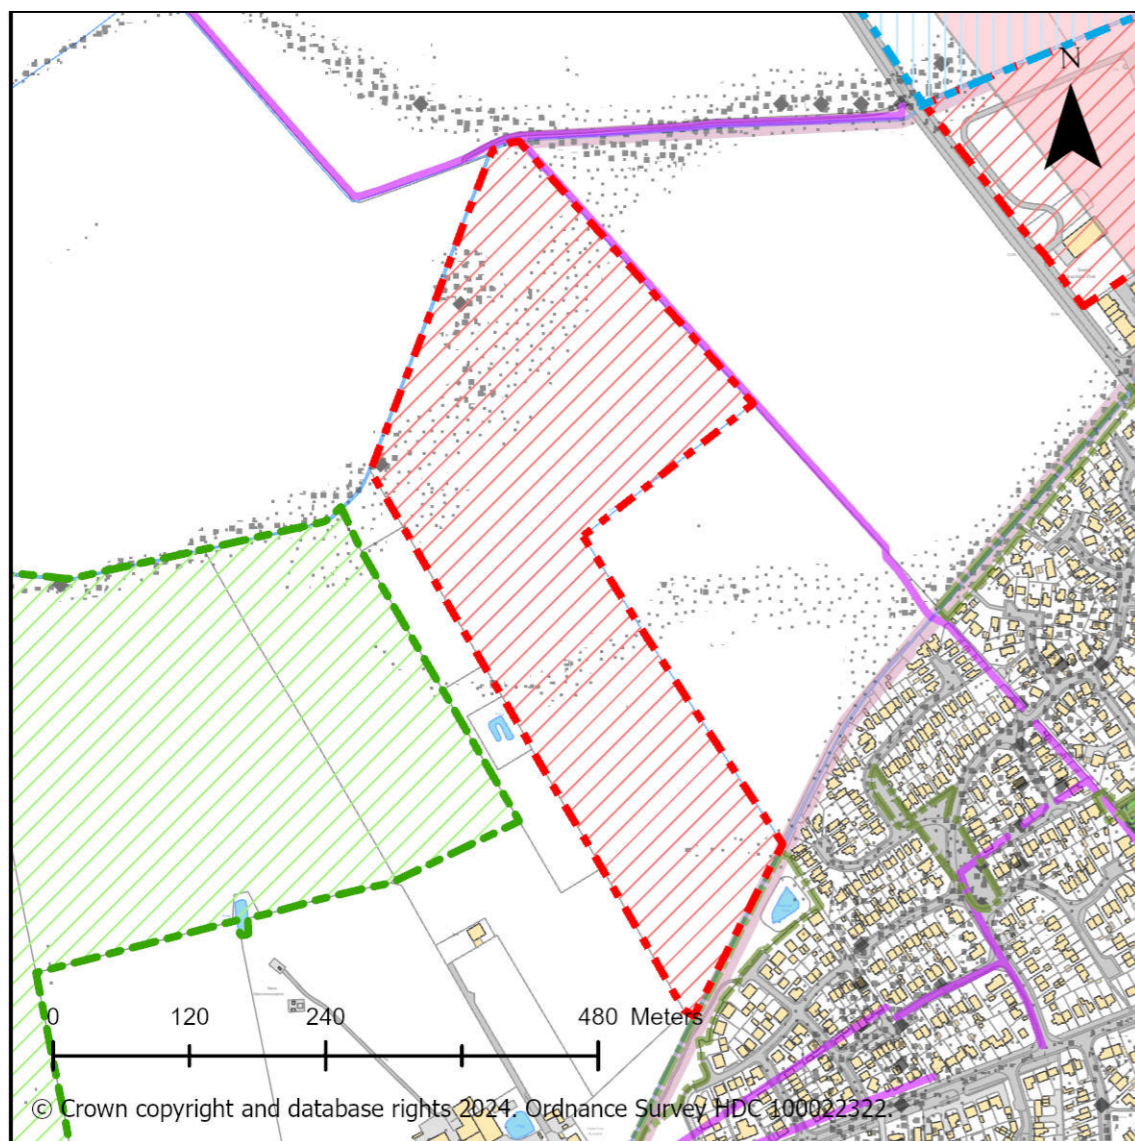 N
0 120 240 480 Meters
© Crown copyright and database rights 2024. Ordnance Survey HDC 100022322.